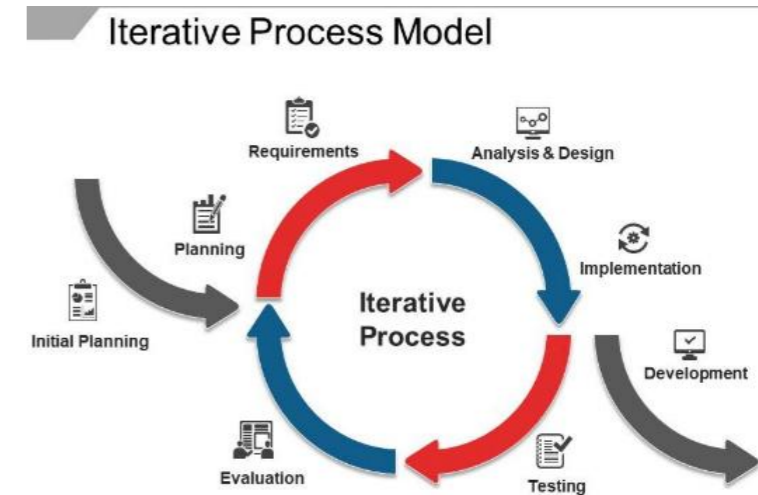 Iterative Process Model
Requirements
Analysis & Design
Planning
Implementation
Initial Planning
Iterative
Process
Development
Evaluation
Testing